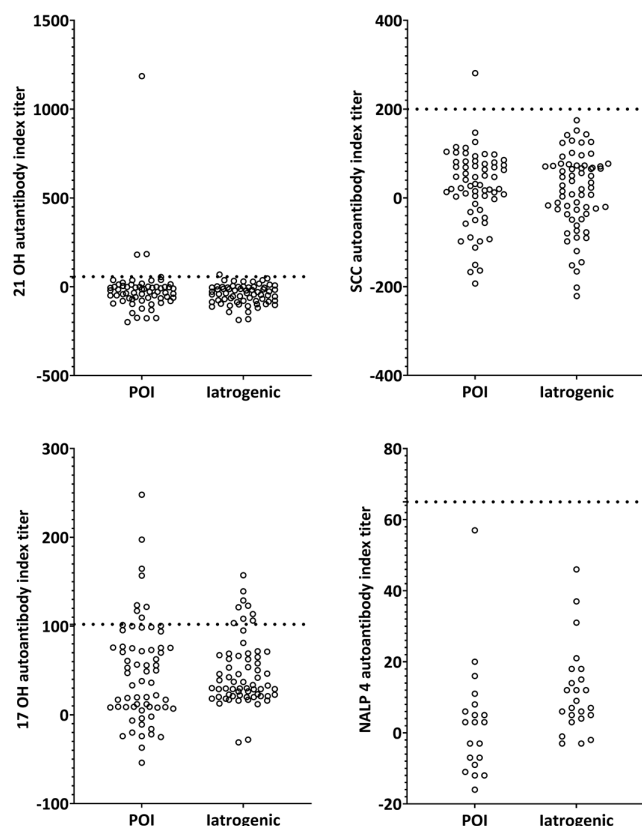 1500
1000
500
0
-500
21 OH autantibody index titer
POI
Iatrogenic
400
200
0
-200
-400
SCC autoantibody index titer
POI
Iatrogenic
300
200
100
0
-100
17 OH autoantibody index titer
POI
Iatrogenic
80
60
40
20
0
-20
NALP 4 autoantibody index titer
POI
Iatrogenic